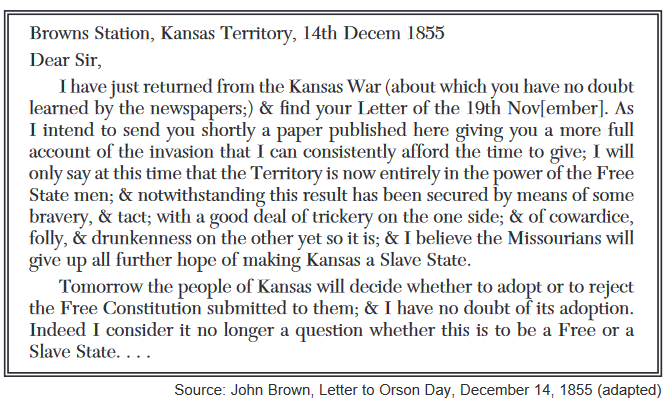 Browns Station, Kansas Territory, 14th Decem 1855
Dear Sir,
I have just returned from the Kansas War (about which you have no doubt
learned by the newspapers;) & find your Letter of the 19th Nov[ember]. As
I intend to send you shortly a paper published here giving you a more full
account of the invasion that I can consistently afford the time to give; I will
only say at this time that the Territory is now entirely in the power of the Free
State men; & notwithstanding this result has been secured by means of some
bravery, & tact; with a good deal of trickery on the one side; & of cowardice,
folly, & drunkenness on the other yet so it is; & I believe the Missourians will
give up all further hope of making Kansas a Slave State.
Tomorrow the people of Kansas will decide whether to adopt or to reject
the Free Constitution submitted to them; & I have no doubt of its adoption.
Indeed I consider it no longer a question whether this is to be a Free or a
Slave State. . . .
Source: John Brown, Letter to Orson Day, December 14, 1855 (adapted)